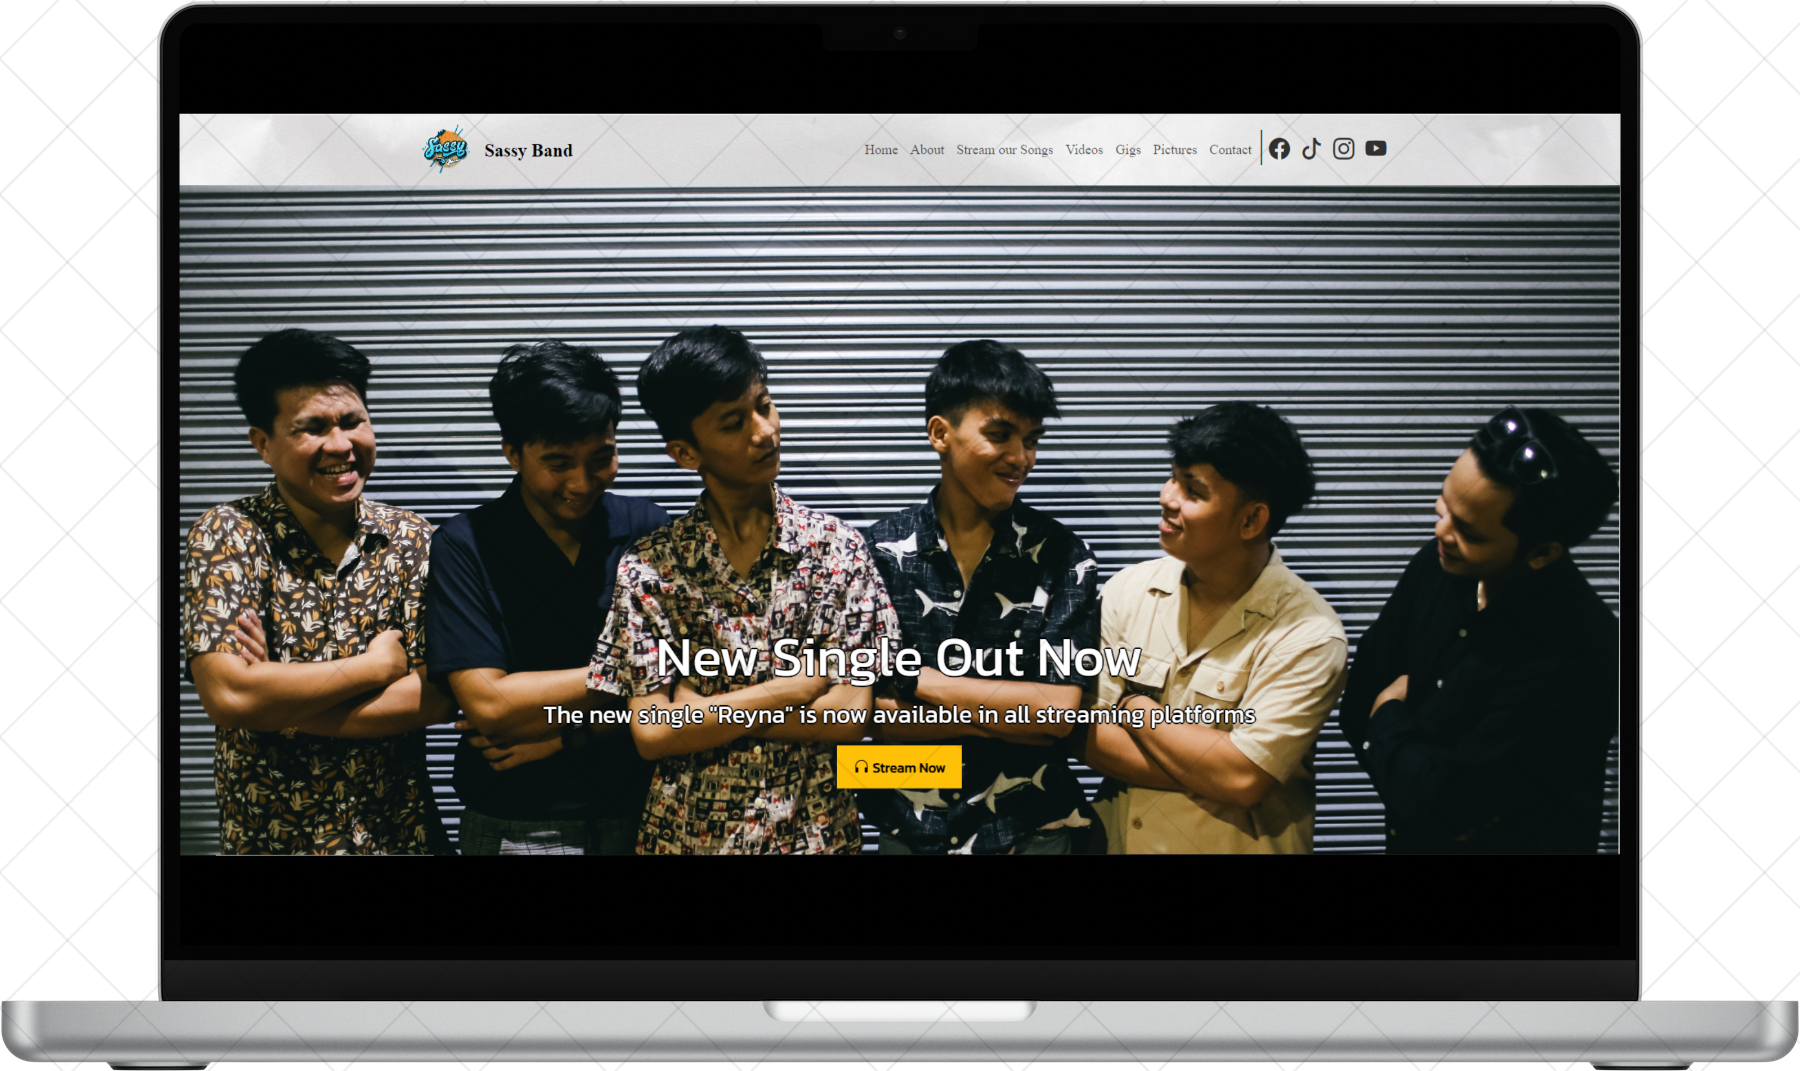 Sassy
Sassy Band
Home About Stream our Songs Videos Gigs Pictures Contact
New Single Out Now
The new single "Reyna" is now available in all streaming platforms
Stream Now